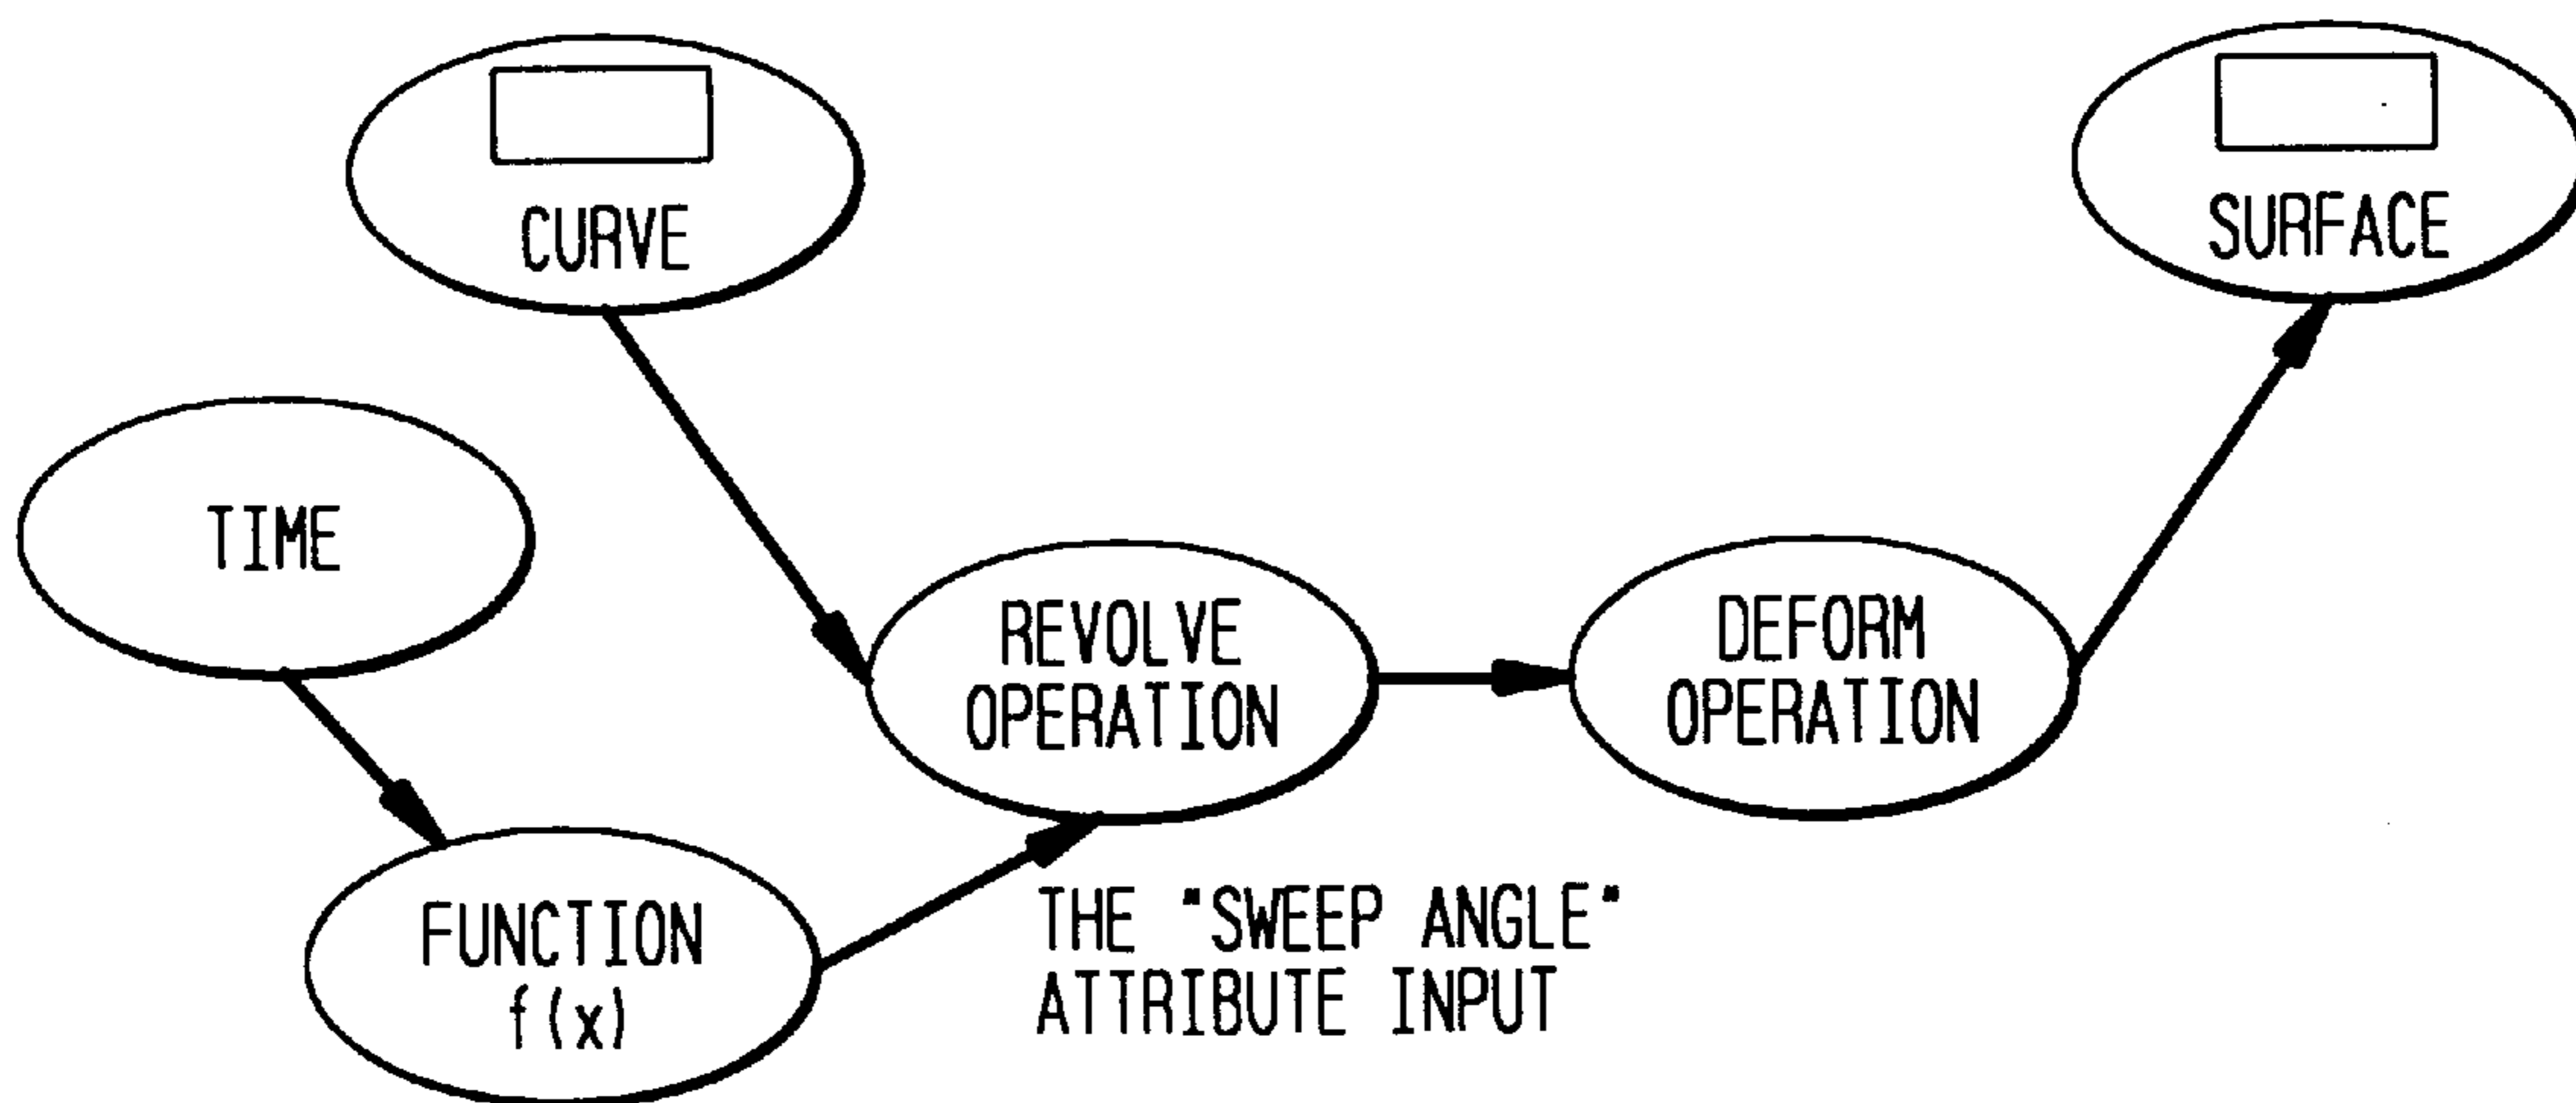 CURVE
SURFACE
TIME
REVOLVE
OPERATION
DEFORM
OPERATION
FUNCTION
f(x)
THE "SWEEP ANGLE"
ATTRIBUTE INPUT